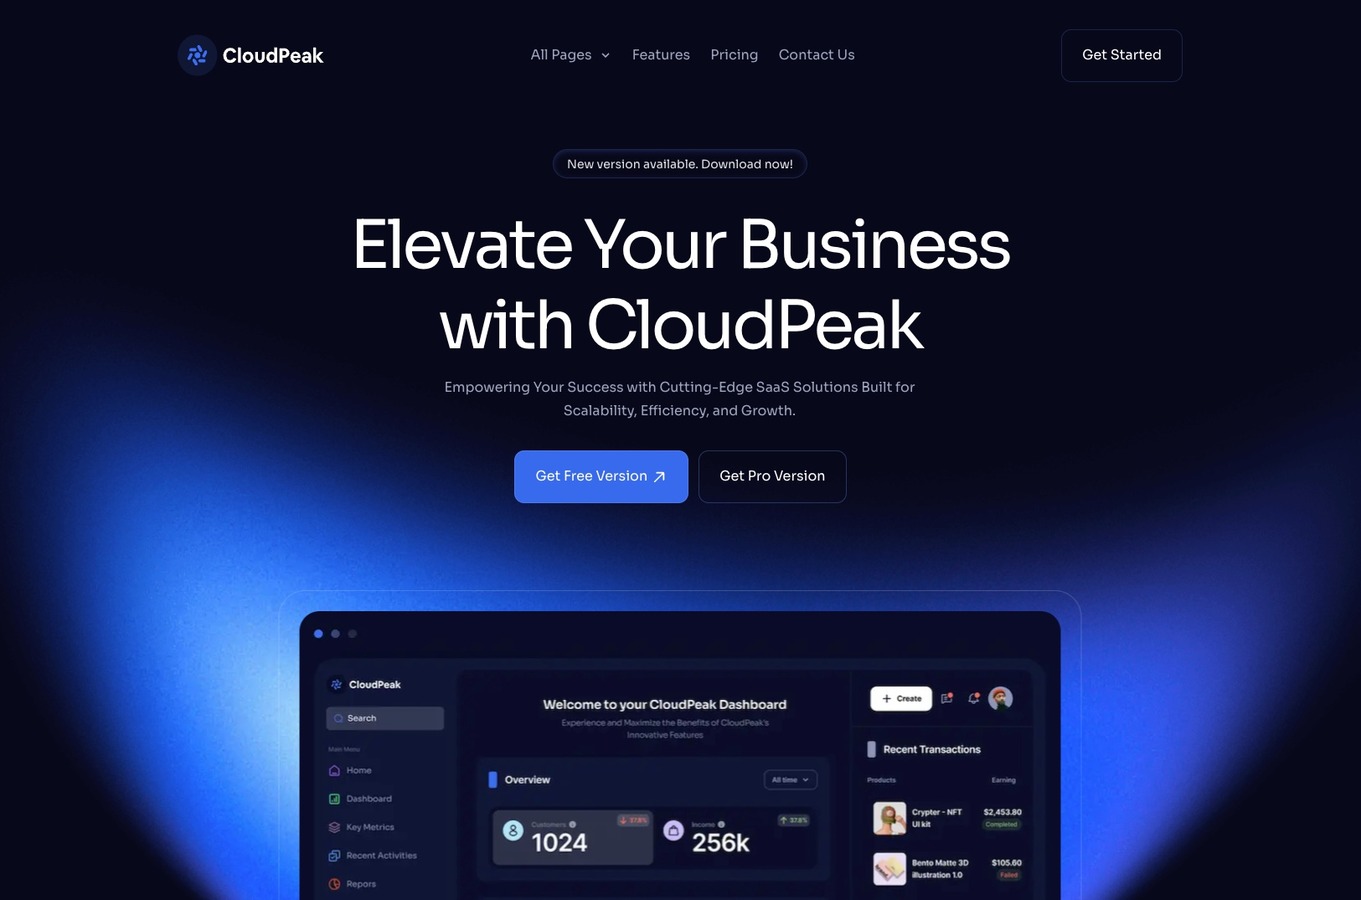 CloudPeak
All Pages
Features
Pricing
Contact Us
Get Started
New version available. Download now!
Elevate Your Business
with CloudPeak
Empowering Your Success with Cutting-Edge SaaS Solutions Built for
Scalability, Efficiency, and Growth.
Get Free Version
Get Pro Version
CloudPeak
Search
Main Menu
Home
Dashboard
Key Metrics
Recent Activities
Repors
Welcome to your CloudPeak Dashboard
Experience and Maximize the Benefits of CloudPeak's
Innovative Features
Overview
All time
Customers
37.8%
1024
Income
37.8%
256k
Create
Recent Transactions
Products
Earning
Crypter - NFT
UI kit
$2,453.80
Completed
Bento Matte 3D
illustration 1.0
$105.60
Failed